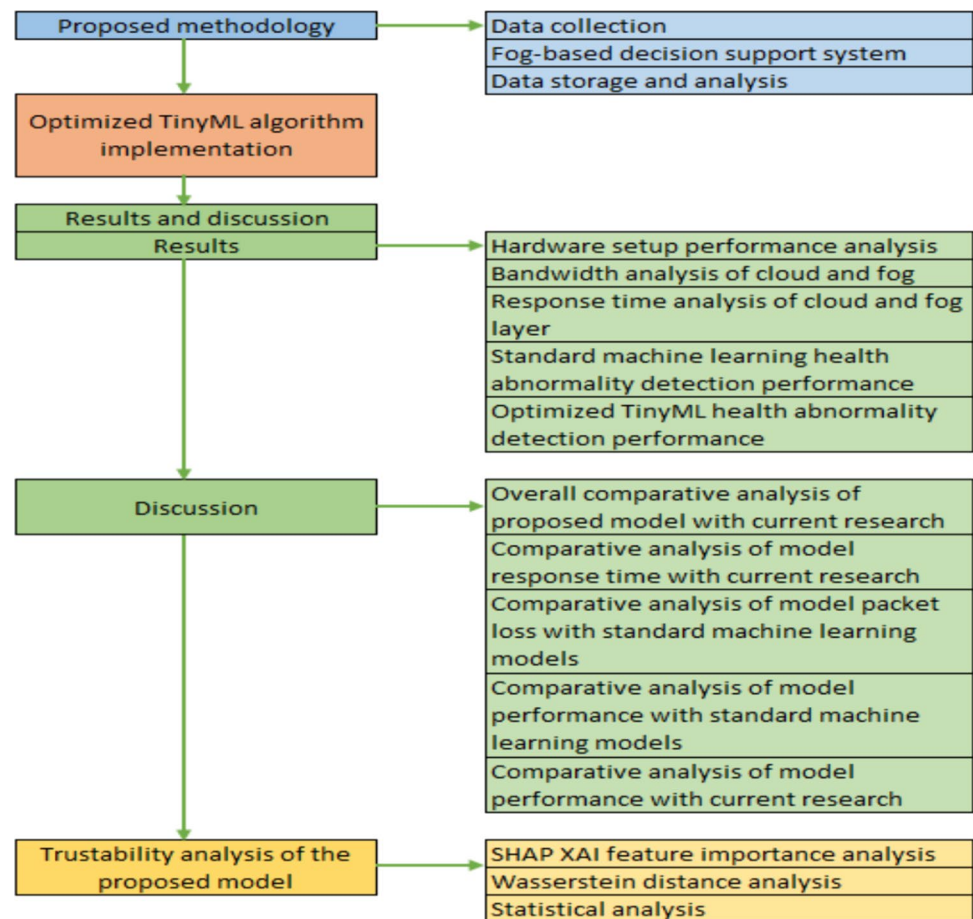 Proposed methodology
Data collection
Fog-based decision support system
Data storage and analysis
Optimized TinyML algorithm
implementation
Results and discussion
Results
Hardware setup performance analysis
Bandwidth analysis of cloud and fog
Response time analysis of cloud and fog
layer
Standard machine learning health
abnormality detection performance
Optimized TinyML health abnormality
detection performance
Discussion
Overall comparative analysis of
proposed model with current research
Comparative analysis of model
response time with current research
Comparative analysis of model packet
loss with standard machine learning
models
Comparative analysis of model
performance with standard machine
learning models
Comparative analysis of model
performance with current research
Trustability analysis of the
proposed model
SHAP XAI feature importance analysis
Wasserstein distance analysis
Statistical analysis